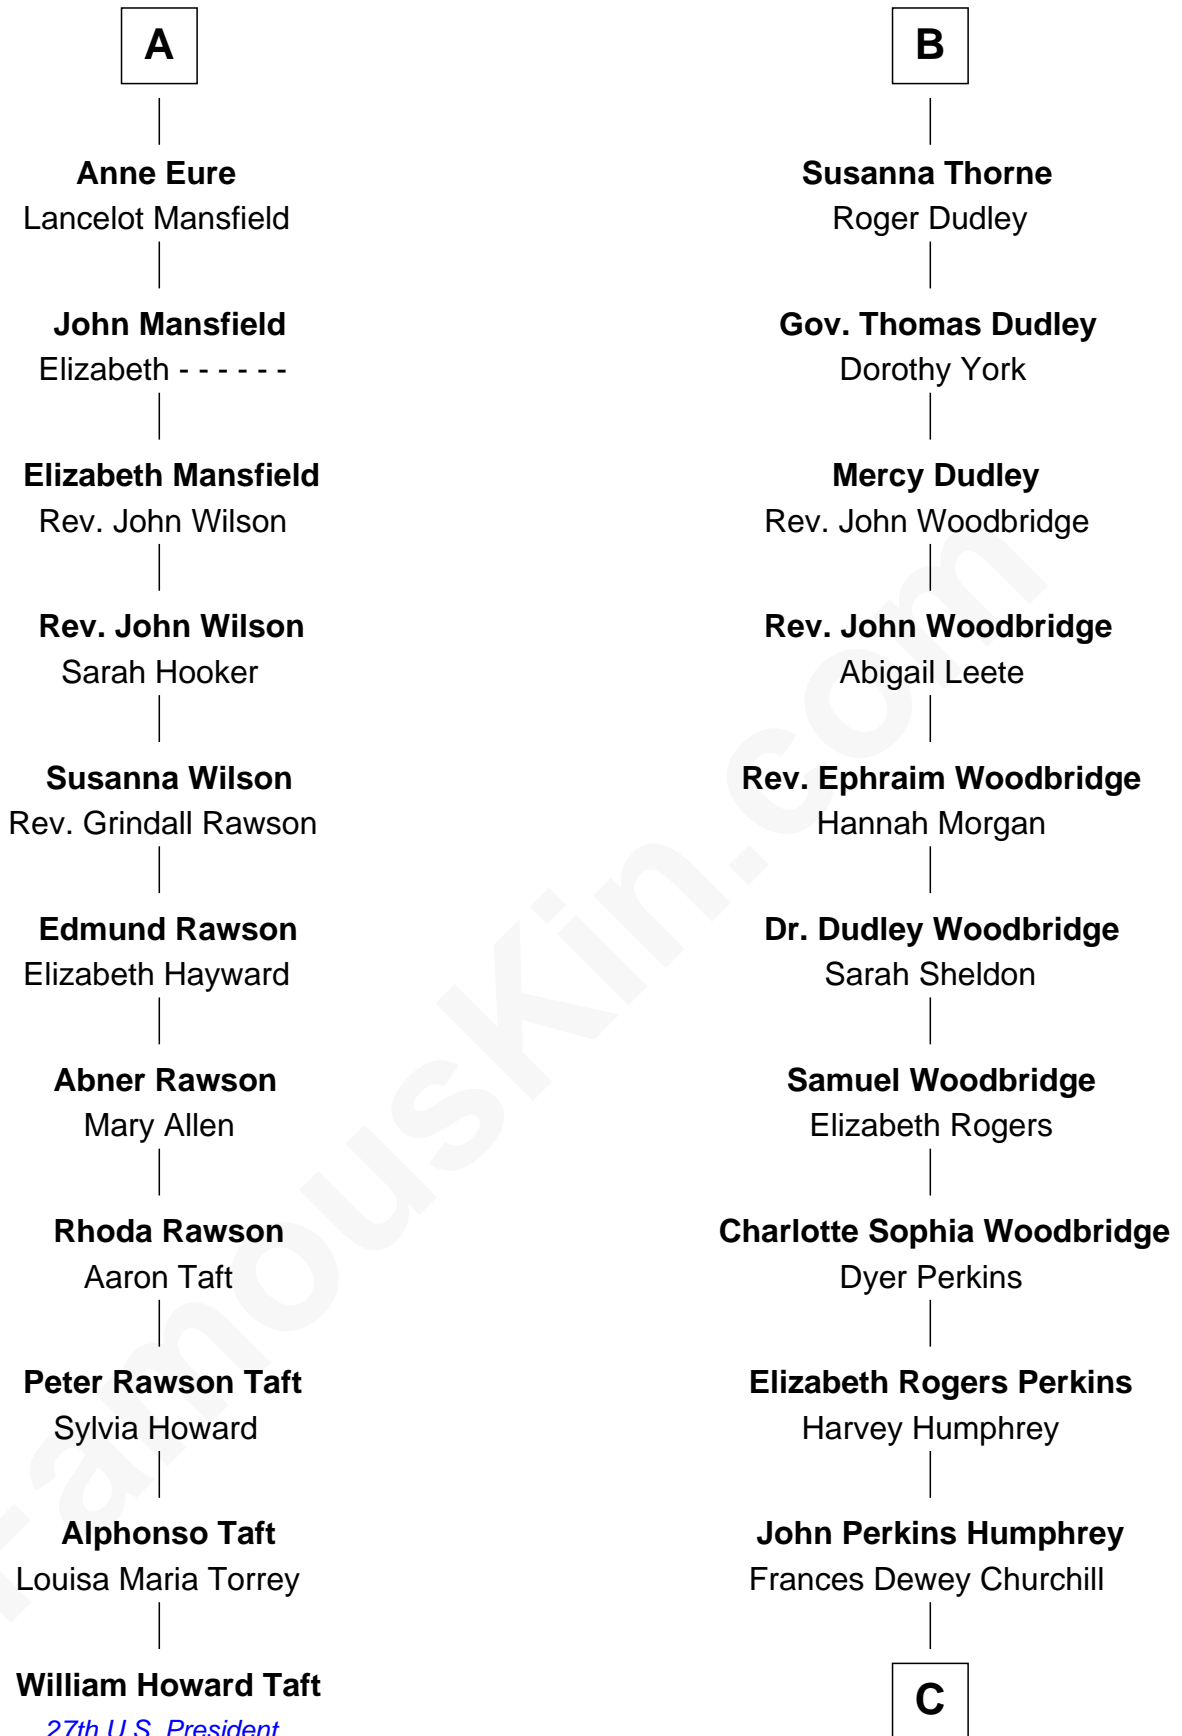 A
Anne Eure
Lancelot Mansfield
John Mansfield
Elizabeth - - - - - -
Elizabeth Mansfield
Rev. John Wilson
Rev. John Wilson
Sarah Hooker
Susanna Wilson
Rev. Grindall Rawson
Edmund Rawson
Elizabeth Hayward
Abner Rawson
Mary Allen
Rhoda Rawson
Aaron Taft
Peter Rawson Taft
Sylvia Howard
Alphonso Taft
Louisa Maria Torrey
William Howard Taft
27th U.S. President
B
Susanna Thorne
Roger Dudley
Gov. Thomas Dudley
Dorothy York
Mercy Dudley
Rev. John Woodbridge
Rev. John Woodbridge
Abigail Leete
Rev. Ephraim Woodbridge
Hannah Morgan
Dr. Dudley Woodbridge
Sarah Sheldon
Samuel Woodbridge
Elizabeth Rogers
Charlotte Sophia Woodbridge
Dyer Perkins
Elizabeth Rogers Perkins
Harvey Humphrey
John Perkins Humphrey
Frances Dewey Churchill
C
FamousKin.com